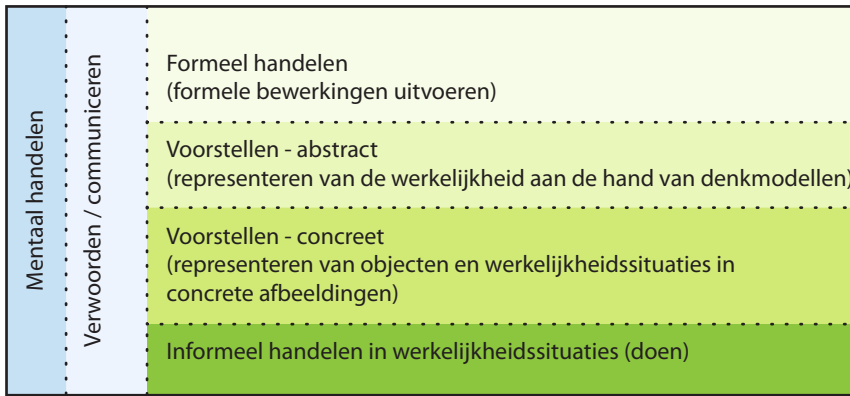 Mentaal handelen
Verwoorden / communiceren
Formeel handelen
(formele bewerkingen uitvoeren)
Voorstellen - abstract
(representeren van de werkelijkheid aan de hand van denkmodellen)
Voorstellen - concreet
(representeren van objecten en werkelijkheidssituaties in
concrete afbeeldingen)
Informeel handelen in werkelijkheidssituaties (doen)